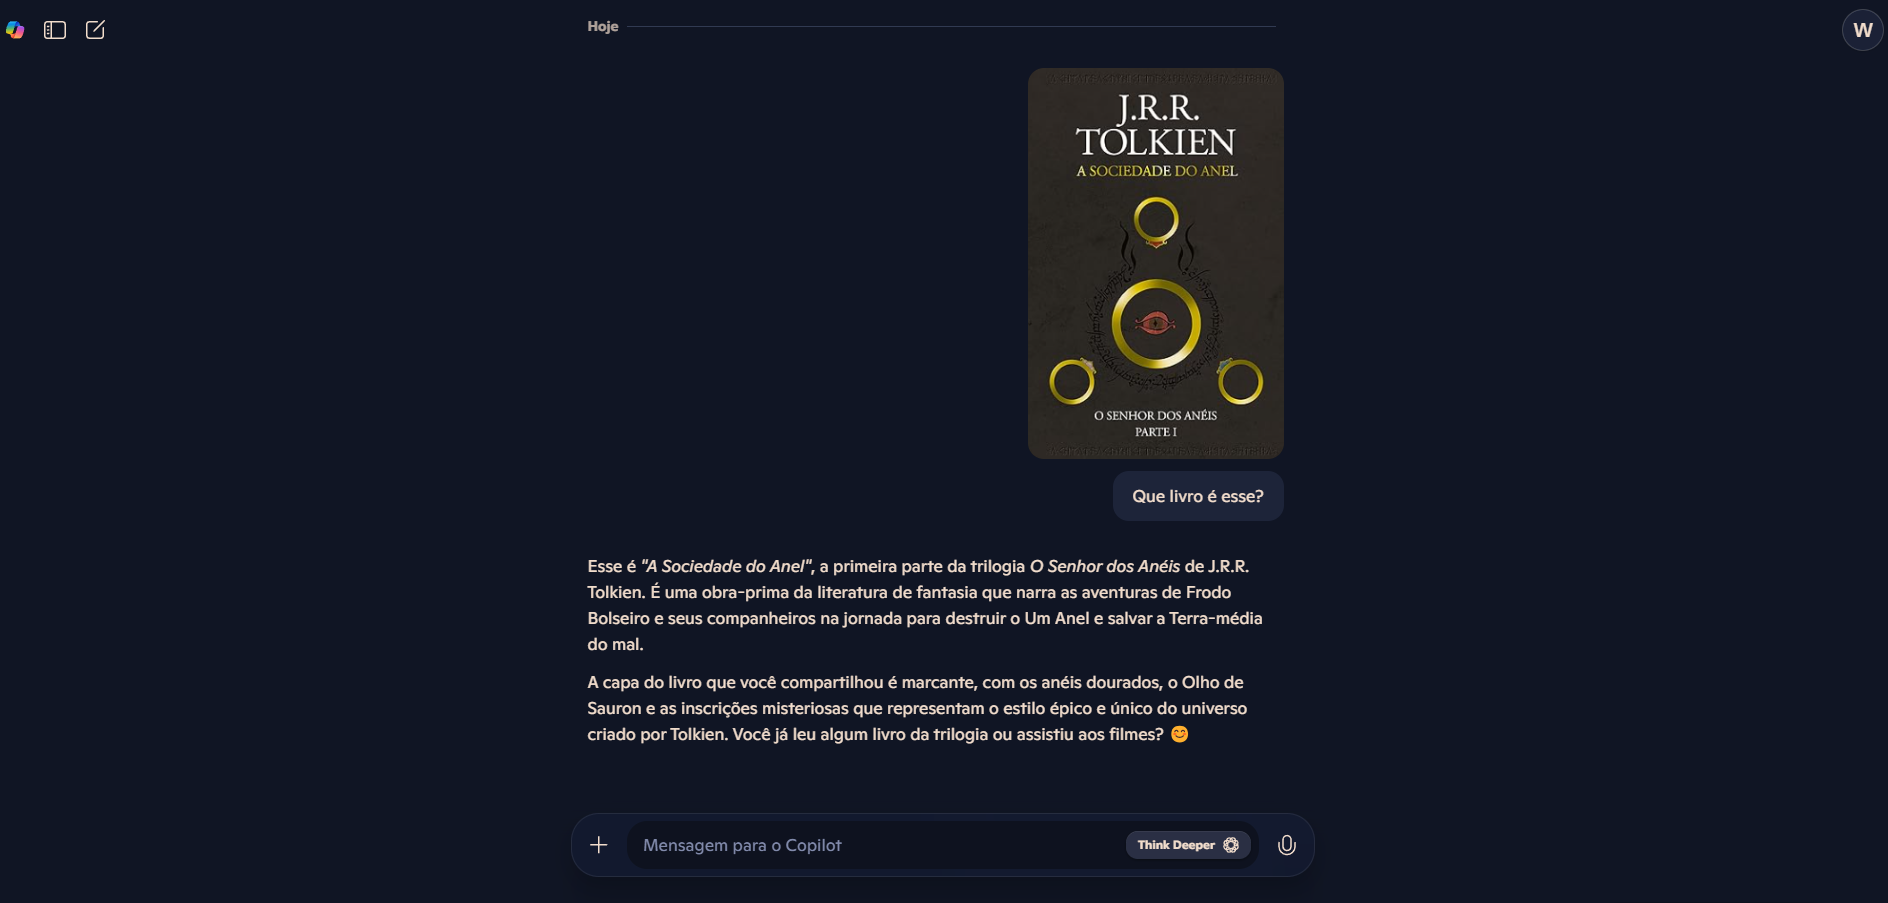 Hoje
W
J.R.R.
TOLKIEN
A SOCIEDADE DO ANEL
O SENHOR DOS ANÉIS
PARTE I
Que livro é esse?
Esse é "A Sociedade do Anel", a primeira parte da trilogia O Senhor dos Anéis de J.R.R.
Tolkien. É uma obra-prima da literatura de fantasia que narra as aventuras de Frodo
Bolseiro e seus companheiros na jornada para destruir o Um Anel e salvar a Terra-média
do mal.
A capa do livro que você compartilhou é marcante, com os anéis dourados, o Olho de
Sauron e as inscrições misteriosas que representam o estilo épico e único do universo
criado por Tolkien. Você já leu algum livro da trilogia ou assistiu aos filmes? 😊
Mensagem para o Copilot
Think Deeper